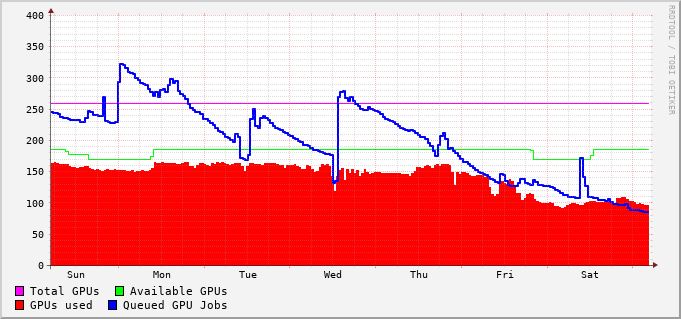 400
350
300
250
200
150
100
50
0
Sun Mon Tue Wed Thu Fri Sat
Total GPUs Available GPUs
GPUs used Queued GPU Jobs
RRDTOOL / TOBI OETIKER